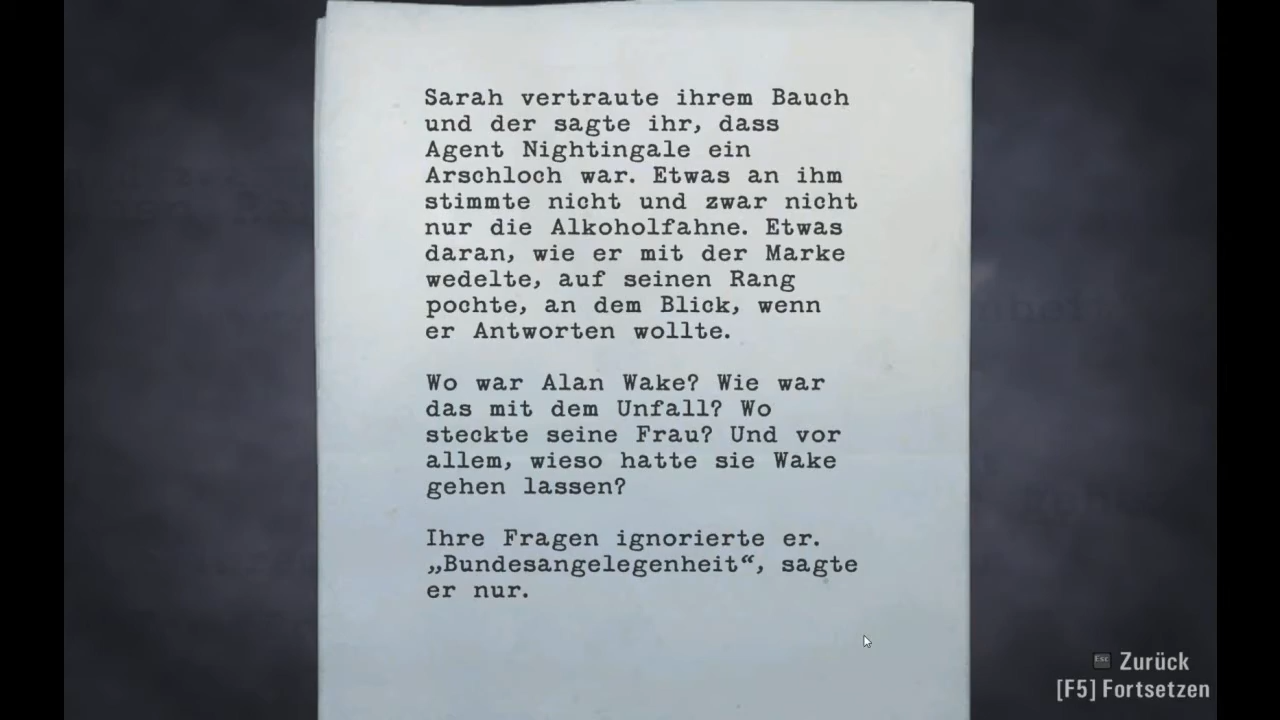 Sarah vertraute ihrem Bauch
und der sagte ihr, dass
Agent Nightingale ein
Arschloch war. Etwas an ihm
stimmte nicht und zwar nicht
nur die Alkoholfahne. Etwas
daran, wie er mit der Marke
wedelte, auf seinen Rang
pochte, an dem Blick, wenn
er Antworten wollte.
Wo war Alan Wake? Wie war
das mit dem Unfall? Wo
steckte seine Frau? Und vor
allem, wieso hatte sie Wake
gehen lassen?
Ihre Fragen ignorierte er.
„Bundesangelegenheit“, sagte
er nur.
Esc Zurück
[F5] Fortsetzen